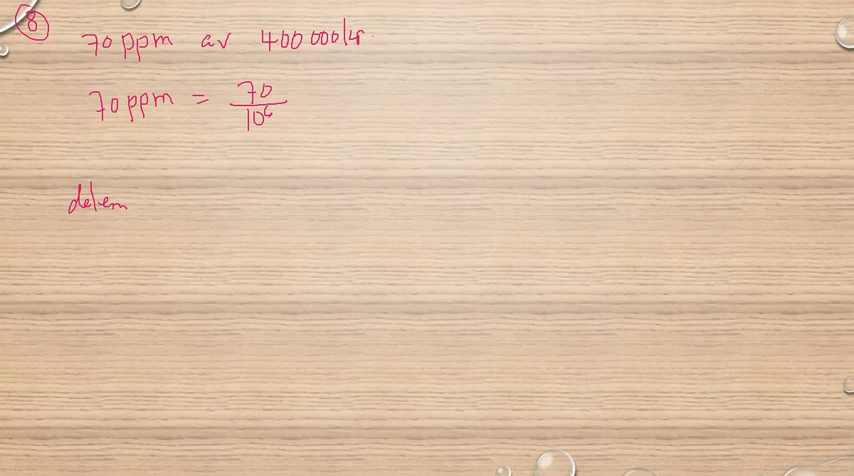 8
70 ppm av 400 000 kr.
70 ppm = 70/10⁶
delen